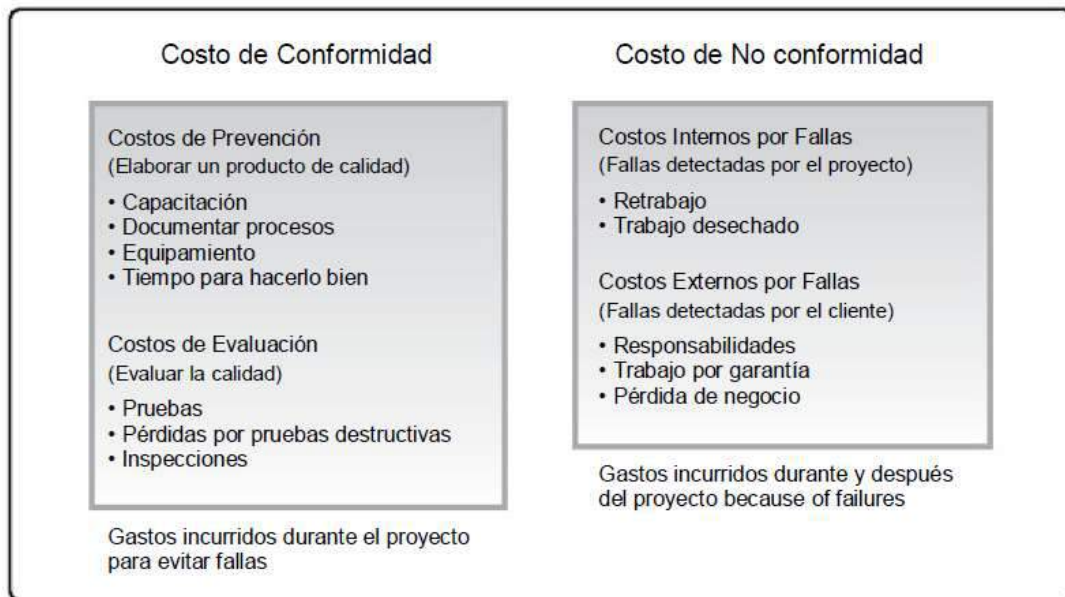 Costo de Conformidad
Costos de Prevención
(Elaborar un producto de calidad)
• Capacitación
• Documentar procesos
• Equipamiento
• Tiempo para hacerlo bien
Costos de Evaluación
(Evaluar la calidad)
• Pruebas
• Pérdidas por pruebas destructivas
• Inspecciones
Gastos incurridos durante el proyecto
para evitar fallas
Costo de No conformidad
Costos Internos por Fallas
(Fallas detectadas por el proyecto)
• Retrabajo
• Trabajo desechado
Costos Externos por Fallas
(Fallas detectadas por el cliente)
• Responsabilidades
• Trabajo por garantía
• Pérdida de negocio
Gastos incurridos durante y después
del proyecto because of failures